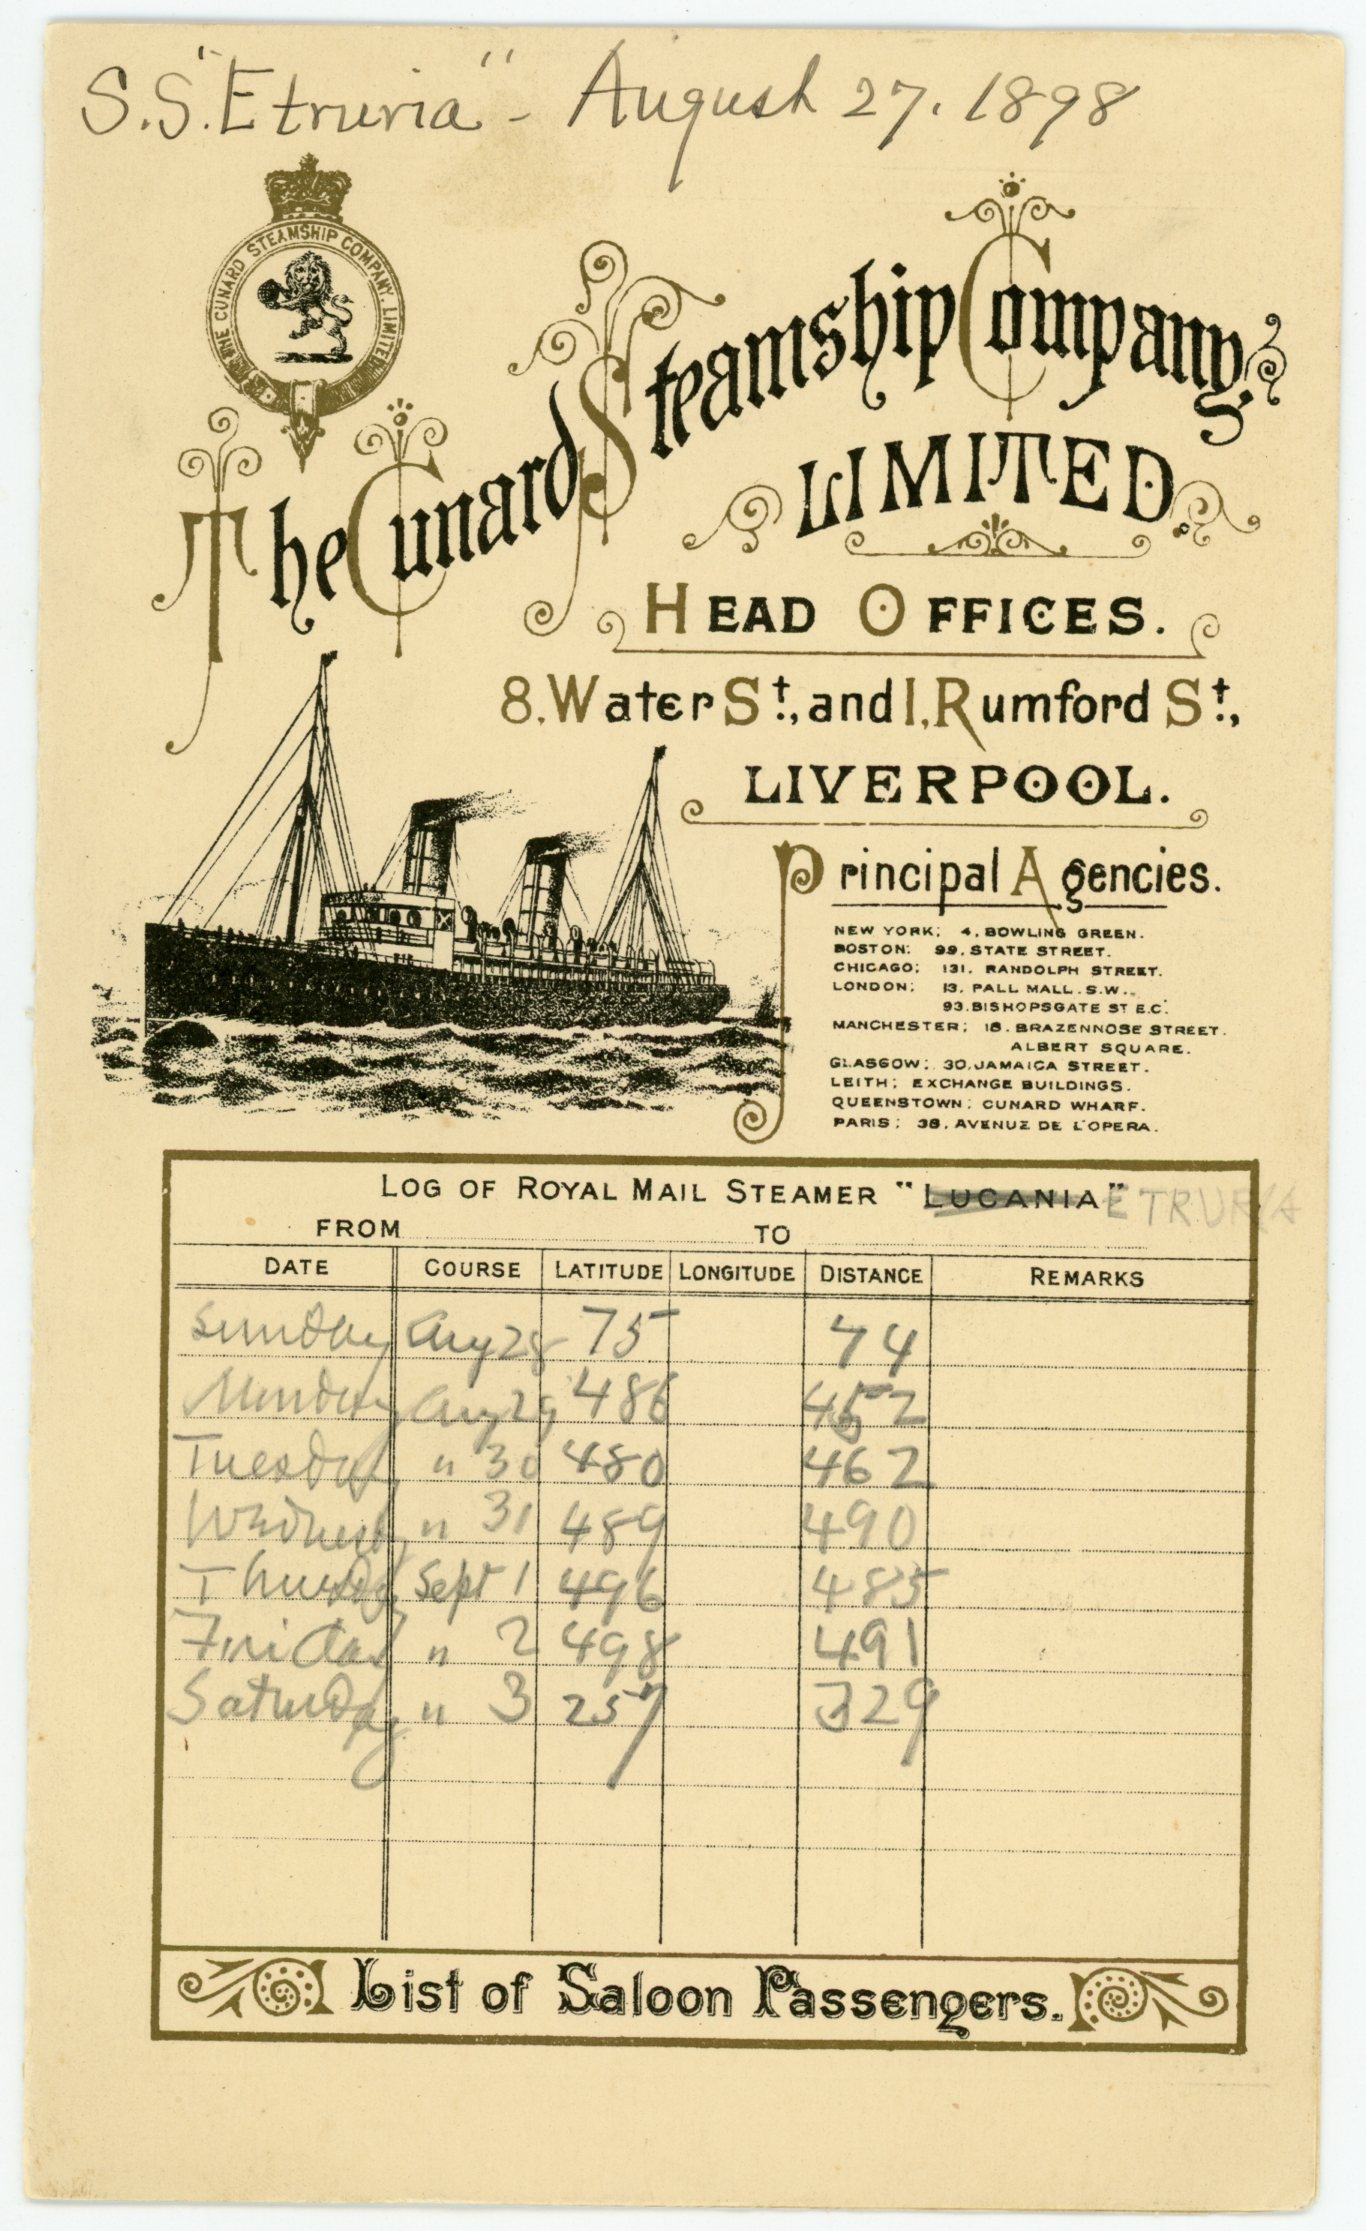 S.S. "Etruria" - August 27. 1898
THE CUNARD STEAMSHIP COMPANY LIMITED
The Cunard Steamship Company,
LIMITED.
HEAD OFFICES.
8, Water St., and 1, Rumford St.,
LIVERPOOL.
Principal Agencies.
NEW YORK; 4, BOWLING GREEN.
BOSTON: 99, STATE STREET.
CHICAGO; 131, RANDOLPH STREET.
LONDON; 13, PALL MALL. S.W.,
93, BISHOPSGATE ST E.C.
MANCHESTER; 18, BRAZENNOSE STREET.
ALBERT SQUARE.
GLASGOW; 30, JAMAICA STREET.
LEITH; EXCHANGE BUILDINGS.
QUEENSTOWN: CUNARD WHARF.
PARIS; 38, AVENUE DE L'OPERA.
LOG OF ROYAL MAIL STEAMER "LUCANIA" ETRURIA
FROM TO
DATE COURSE LATITUDE LONGITUDE DISTANCE REMARKS
Sunday Aug 28 75 74
Monday Aug 29 486 452
Tuesday " 30 480 462
" 31 489 490
Thursday Sept 1 496 485
Friday " 2 498 491
Saturday " 3 257 329
List of Saloon Passengers.